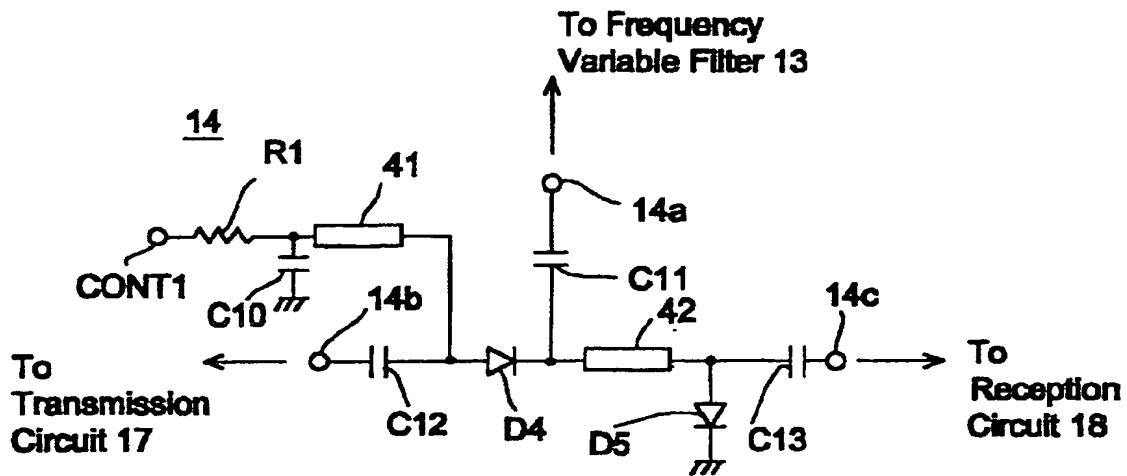 To Frequency
Variable Filter 13
14
R1
41
14a
CONT1
C10
14b
C11
42
14c
To
Transmission
Circuit 17
C12
D4
D5
C13
To
Reception
Circuit 18